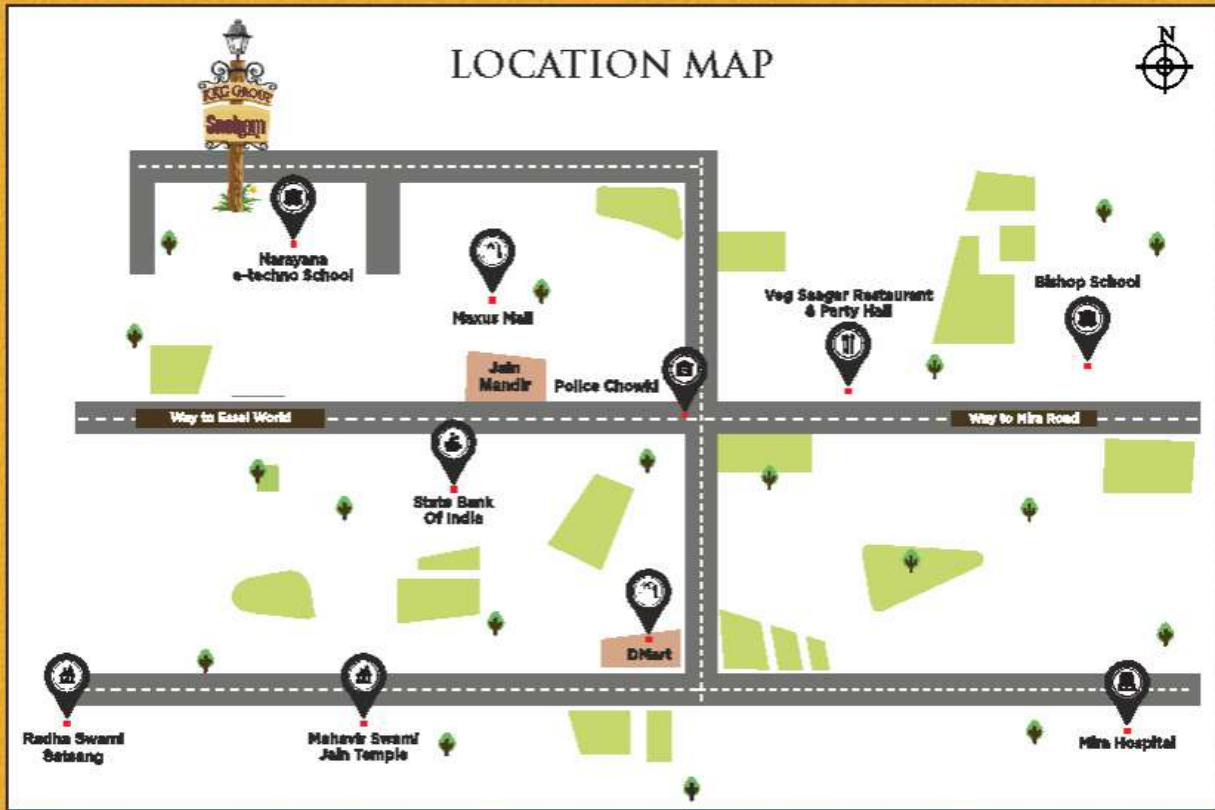 LOCATION MAP
N
KKG GROUP
Narayana
e-techno School
Maxus Mall
Veg Saagar Restaurant
& Party Hall
Bishop School
Jain
Mandir
Police Chowki
Way to Essel World
Way to Mira Road
State Bank
Of India
DMart
Radha Swami
Satsang
Mahavir Swami
Jain Temple
Mira Hospital